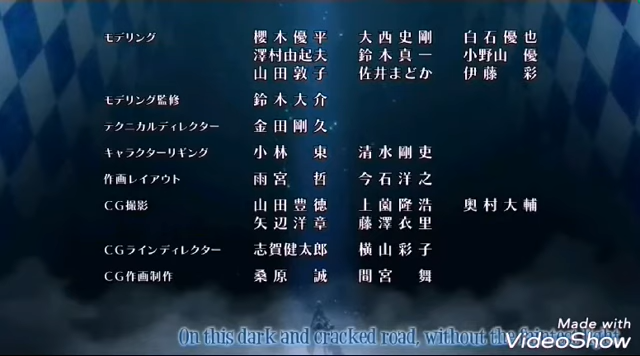 モデリング 櫻木優平 大西史剛 白石優也
澤村由起夫 鈴木真一 小野山 優
山田敦子 佐井まどか 伊藤 彩
モデリング監修 鈴木大介
テクニカルディレクター 金田剛久
キャラクターリギング 小林 東 清水剛吏
作画レイアウト 雨宮 哲 今石洋之
CG撮影 山田豊徳 上薗隆浩 奥村大輔
矢辺洋章 藤澤衣里
CGラインディレクター 志賀健太郎 横山彩子
CG作画制作 桑原 誠 間宮 舞
On this dark and cracked road, without the faintest light
Made with
VideoShow